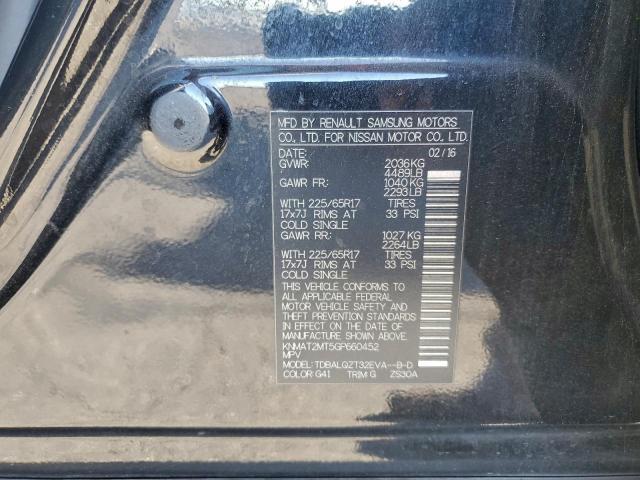 MFD BY RENAULT SAMSUNG MOTORS
CO., LTD. FOR NISSAN MOTOR CO., LTD.
DATE: 02/16
GVWR: 2036KG
4489LB
GAWR FR: 1040KG
2293LB
WITH 225/65R17 TIRES
17x7J RIMS AT 33 PSI
COLD SINGLE
GAWR RR: 1027KG
2264LB
WITH 225/65R17 TIRES
17x7J RIMS AT 33 PSI
COLD SINGLE
THIS VEHICLE CONFORMS TO
ALL APPLICABLE FEDERAL
MOTOR VEHICLE SAFETY AND
THEFT PREVENTION STANDARDS
IN EFFECT ON THE DATE OF
MANUFACTURE SHOWN ABOVE.
KNMAT2MT5GP660452
MPV
MODEL: TDBALQZT32EVA--D-D
COLOR: G41 TRIM: G ZS30A